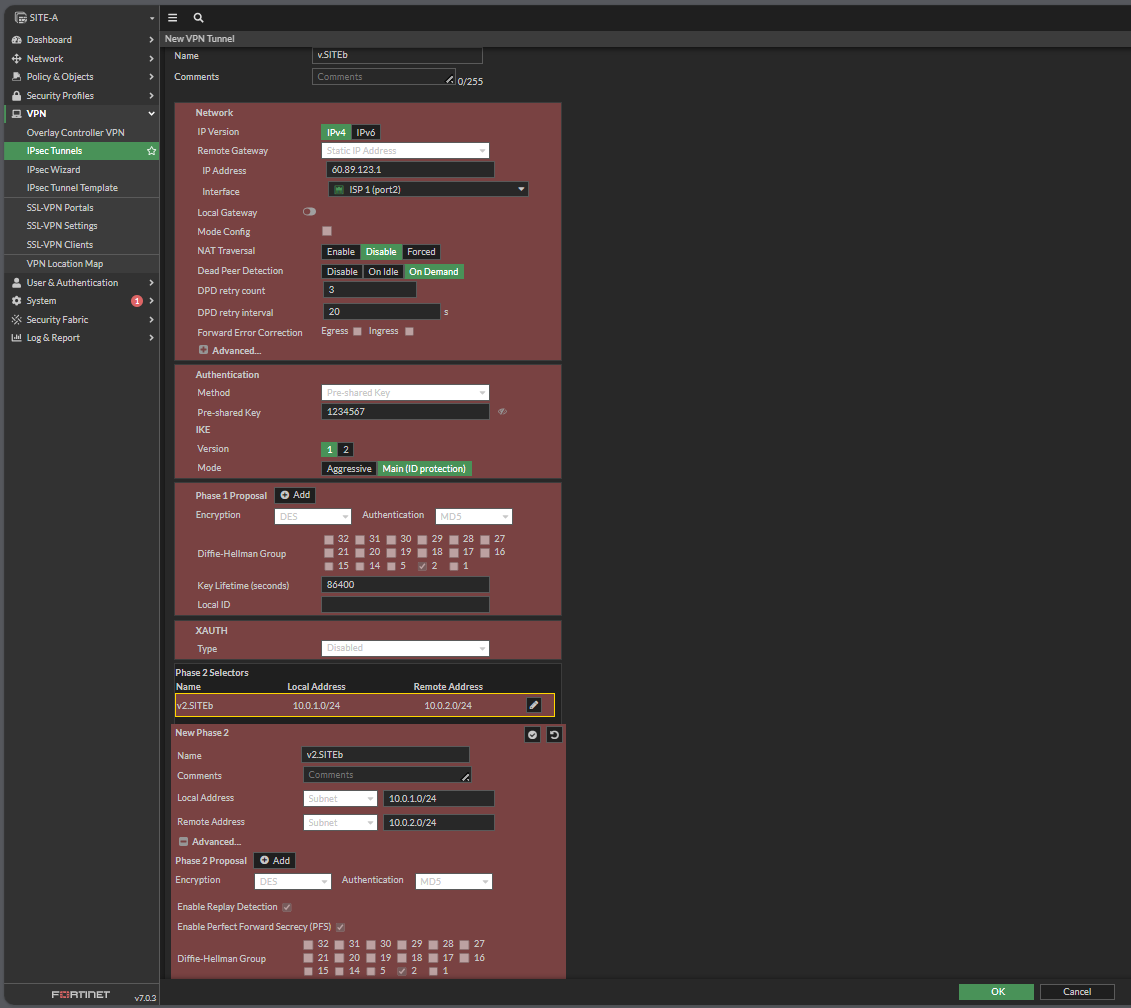 SITE-A
Dashboard
Network
Policy & Objects
Security Profiles
VPN
Overlay Controller VPN
IPsec Tunnels
IPsec Wizard
IPsec Tunnel Template
SSL-VPN Portals
SSL-VPN Settings
SSL-VPN Clients
VPN Location Map
User & Authentication
System 1
Security Fabric
Log & Report
FORTINET v7.0.3
New VPN Tunnel
Name v.SITEb
Comments Comments 0/255
Network
IP Version IPv4 IPv6
Remote Gateway Static IP Address
IP Address 60.89.123.1
Interface ISP 1 (port2)
Local Gateway
Mode Config
NAT Traversal Enable Disable Forced
Dead Peer Detection Disable On Idle On Demand
DPD retry count 3
DPD retry interval 20 s
Forward Error Correction Egress Ingress
Advanced...
Authentication
Method Pre-shared Key
Pre-shared Key 1234567
IKE
Version 1 2
Mode Aggressive Main (ID protection)
Phase 1 Proposal Add
Encryption DES Authentication MD5
32 31 30 29 28 27
Diffie-Hellman Group 21 20 19 18 17 16
15 14 5 2 1
Key Lifetime (seconds) 86400
Local ID
XAUTH
Type Disabled
Phase 2 Selectors
Name Local Address Remote Address
v2.SITEb 10.0.1.0/24 10.0.2.0/24
New Phase 2
Name v2.SITEb
Comments Comments
Local Address Subnet 10.0.1.0/24
Remote Address Subnet 10.0.2.0/24
Advanced...
Phase 2 Proposal Add
Encryption DES Authentication MD5
Enable Replay Detection
Enable Perfect Forward Secrecy (PFS)
32 31 30 29 28 27
Diffie-Hellman Group 21 20 19 18 17 16
15 14 5 2 1
OK Cancel